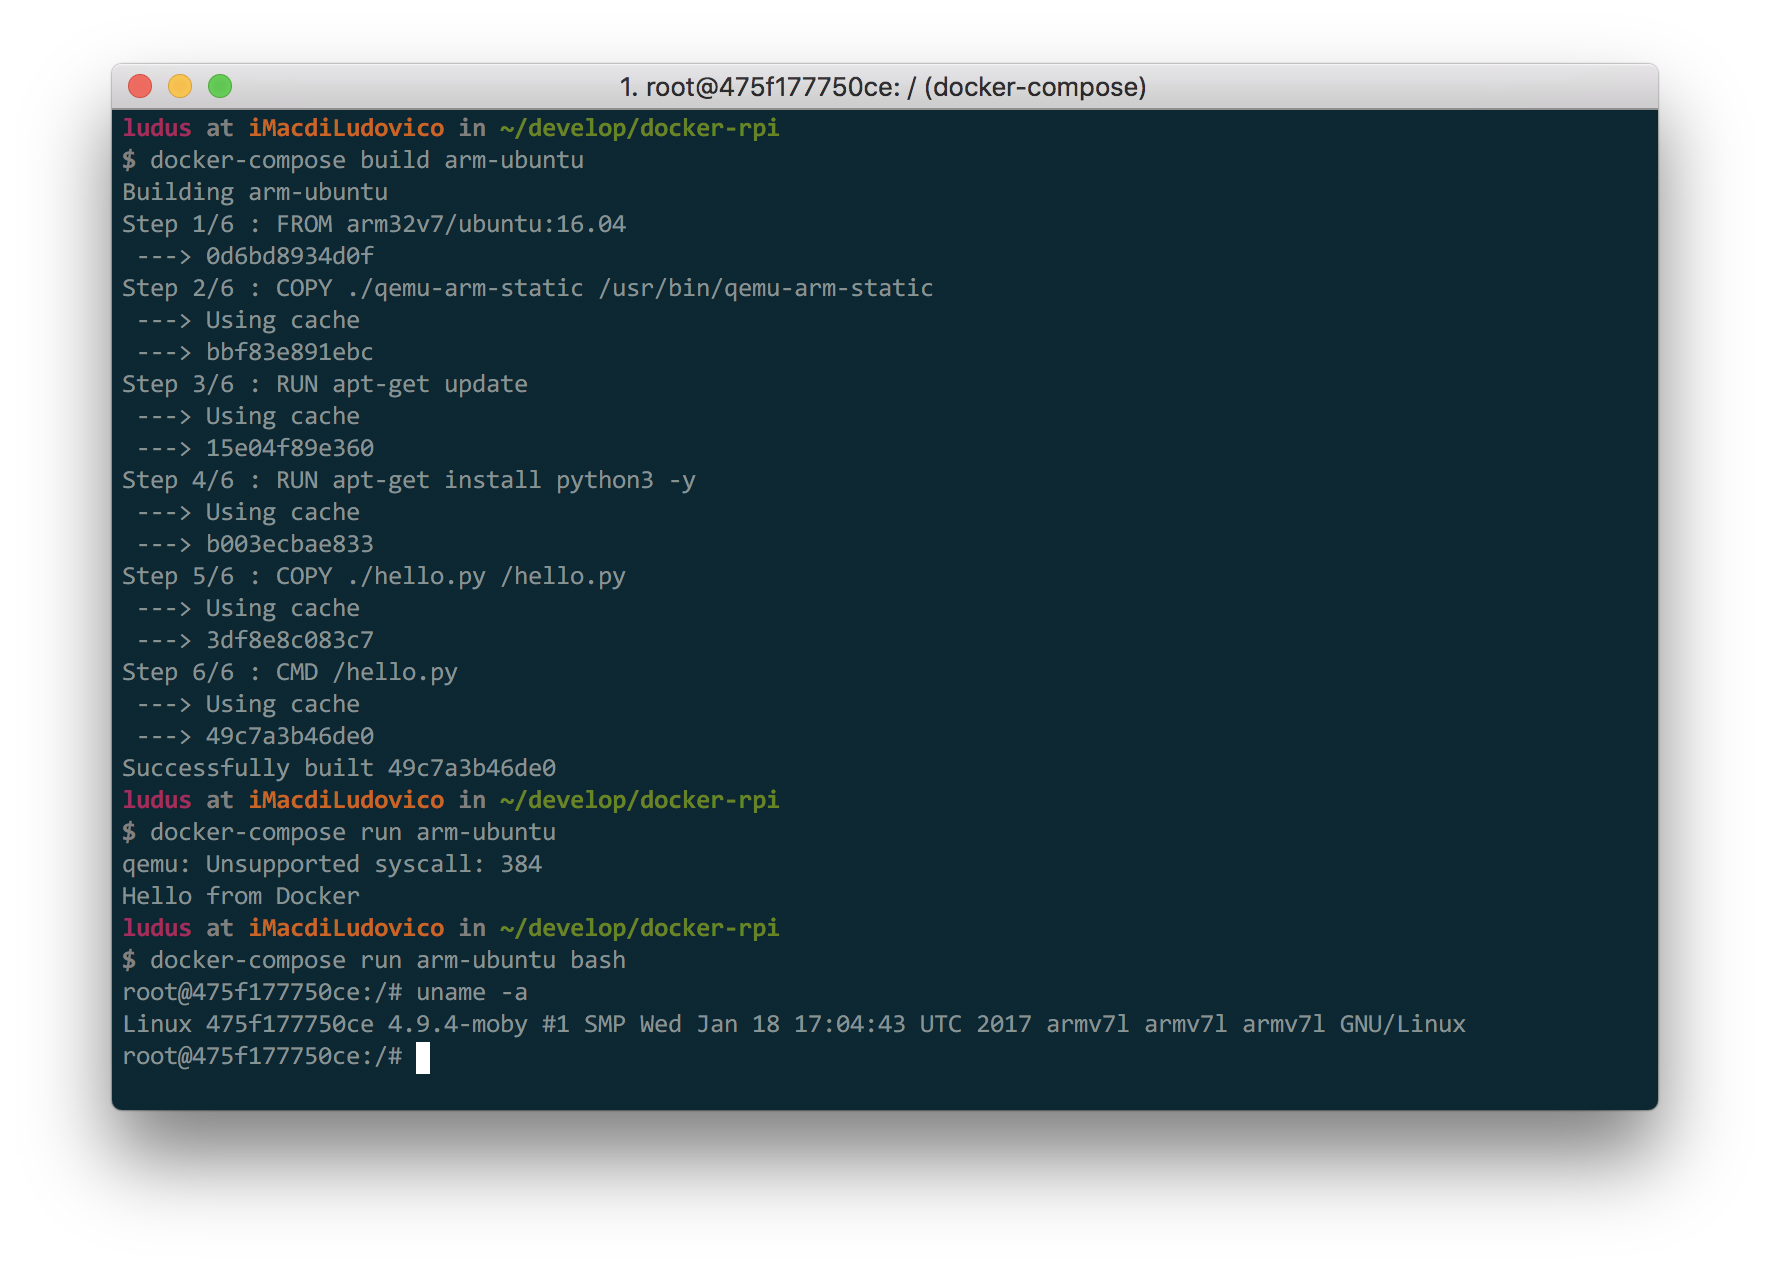 1. root@475f177750ce: / (docker-compose)
ludus at iMacdiLudovico in ~/develop/docker-rpi
$ docker-compose build arm-ubuntu
Building arm-ubuntu
Step 1/6 : FROM arm32v7/ubuntu:16.04
 ---> 0d6bd8934d0f
Step 2/6 : COPY ./qemu-arm-static /usr/bin/qemu-arm-static
 ---> Using cache
 ---> bbf83e891ebc
Step 3/6 : RUN apt-get update
 ---> Using cache
 ---> 15e04f89e360
Step 4/6 : RUN apt-get install python3 -y
 ---> Using cache
 ---> b003ecbae833
Step 5/6 : COPY ./hello.py /hello.py
 ---> Using cache
 ---> 3df8e8c083c7
Step 6/6 : CMD /hello.py
 ---> Using cache
 ---> 49c7a3b46de0
Successfully built 49c7a3b46de0
ludus at iMacdiLudovico in ~/develop/docker-rpi
$ docker-compose run arm-ubuntu
qemu: Unsupported syscall: 384
Hello from Docker
ludus at iMacdiLudovico in ~/develop/docker-rpi
$ docker-compose run arm-ubuntu bash
root@475f177750ce:/# uname -a
Linux 475f177750ce 4.9.4-moby #1 SMP Wed Jan 18 17:04:43 UTC 2017 armv7l armv7l armv7l GNU/Linux
root@475f177750ce:/#